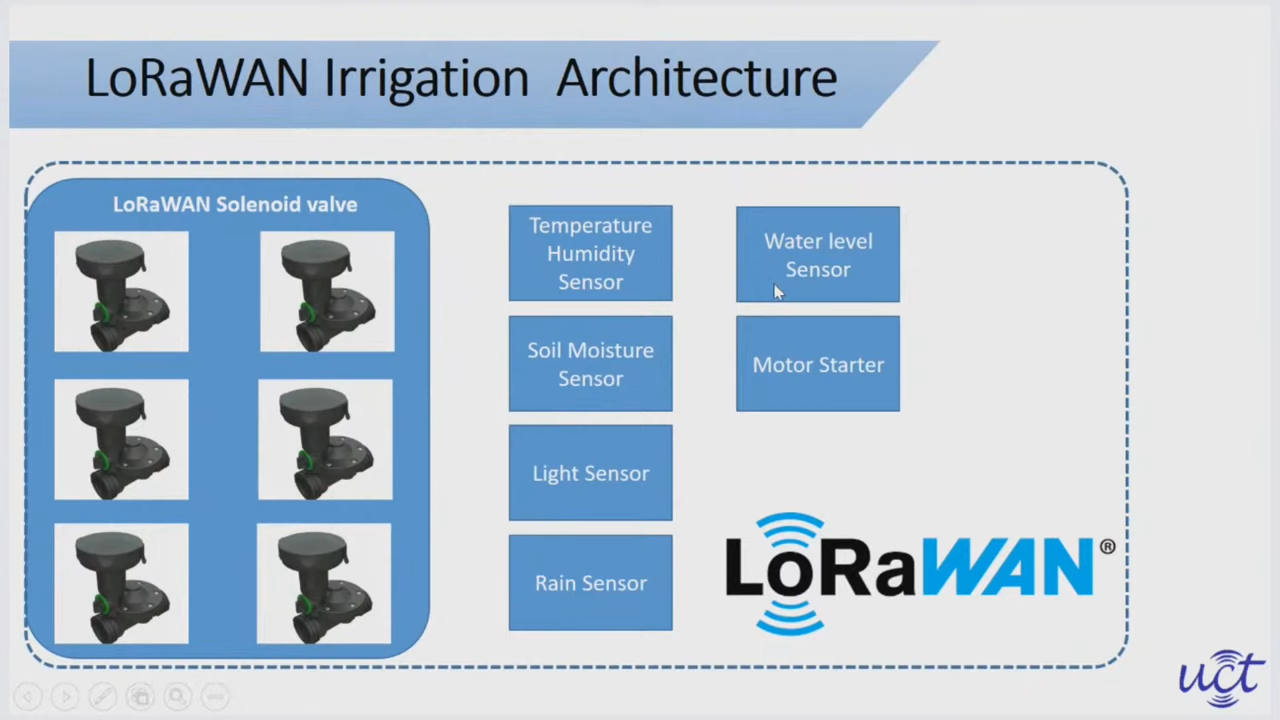 LoRaWAN Irrigation Architecture
LoRaWAN Solenoid valve
Temperature
Humidity
Sensor
Water level
Sensor
Soil Moisture
Sensor
Motor Starter
Light Sensor
Rain Sensor
LoRaWAN®
uct